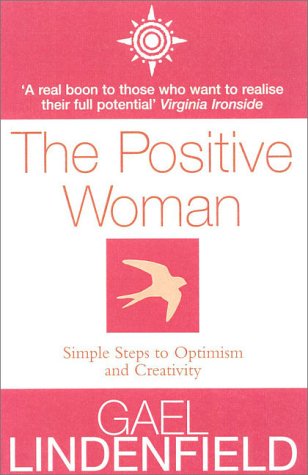 ‘A real boon to those who want to realise
their full potential’ Virginia Ironside
The Positive
Woman
Simple Steps to Optimism
and Creativity
GAEL
LINDENFIELD